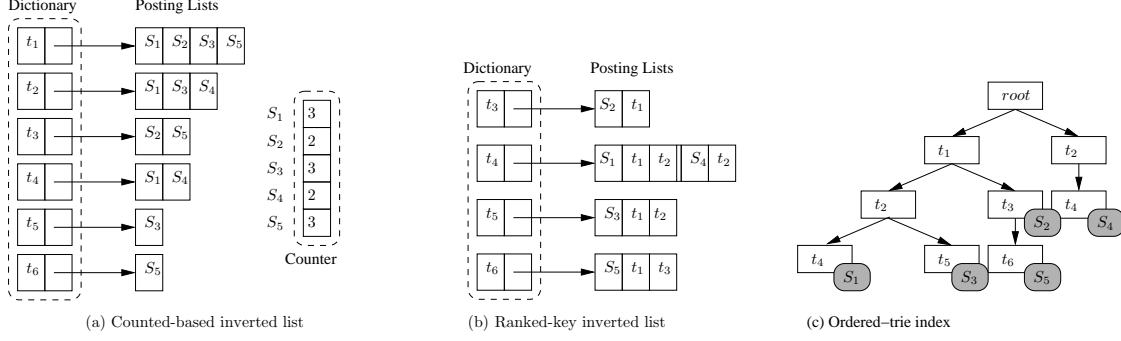 Dictionary Posting Lists
t1 S1 S2 S3 S5
t2 S1 S3 S4
t3 S2 S5
t4 S1 S4
t5 S3
t6 S5
S1 3
S2 2
S3 3
S4 2
S5 3
Counter
(a) Counted-based inverted list
Dictionary Posting Lists
t3 S2 t1
t4 S1 t1 t2 S4 t2
t5 S3 t1 t2
t6 S5 t1 t3
(b) Ranked-key inverted list
root
t1 t2
t2 t3 S2 t4 S4
t4 S1 t5 S3 t6 S5
(c) Ordered–trie index